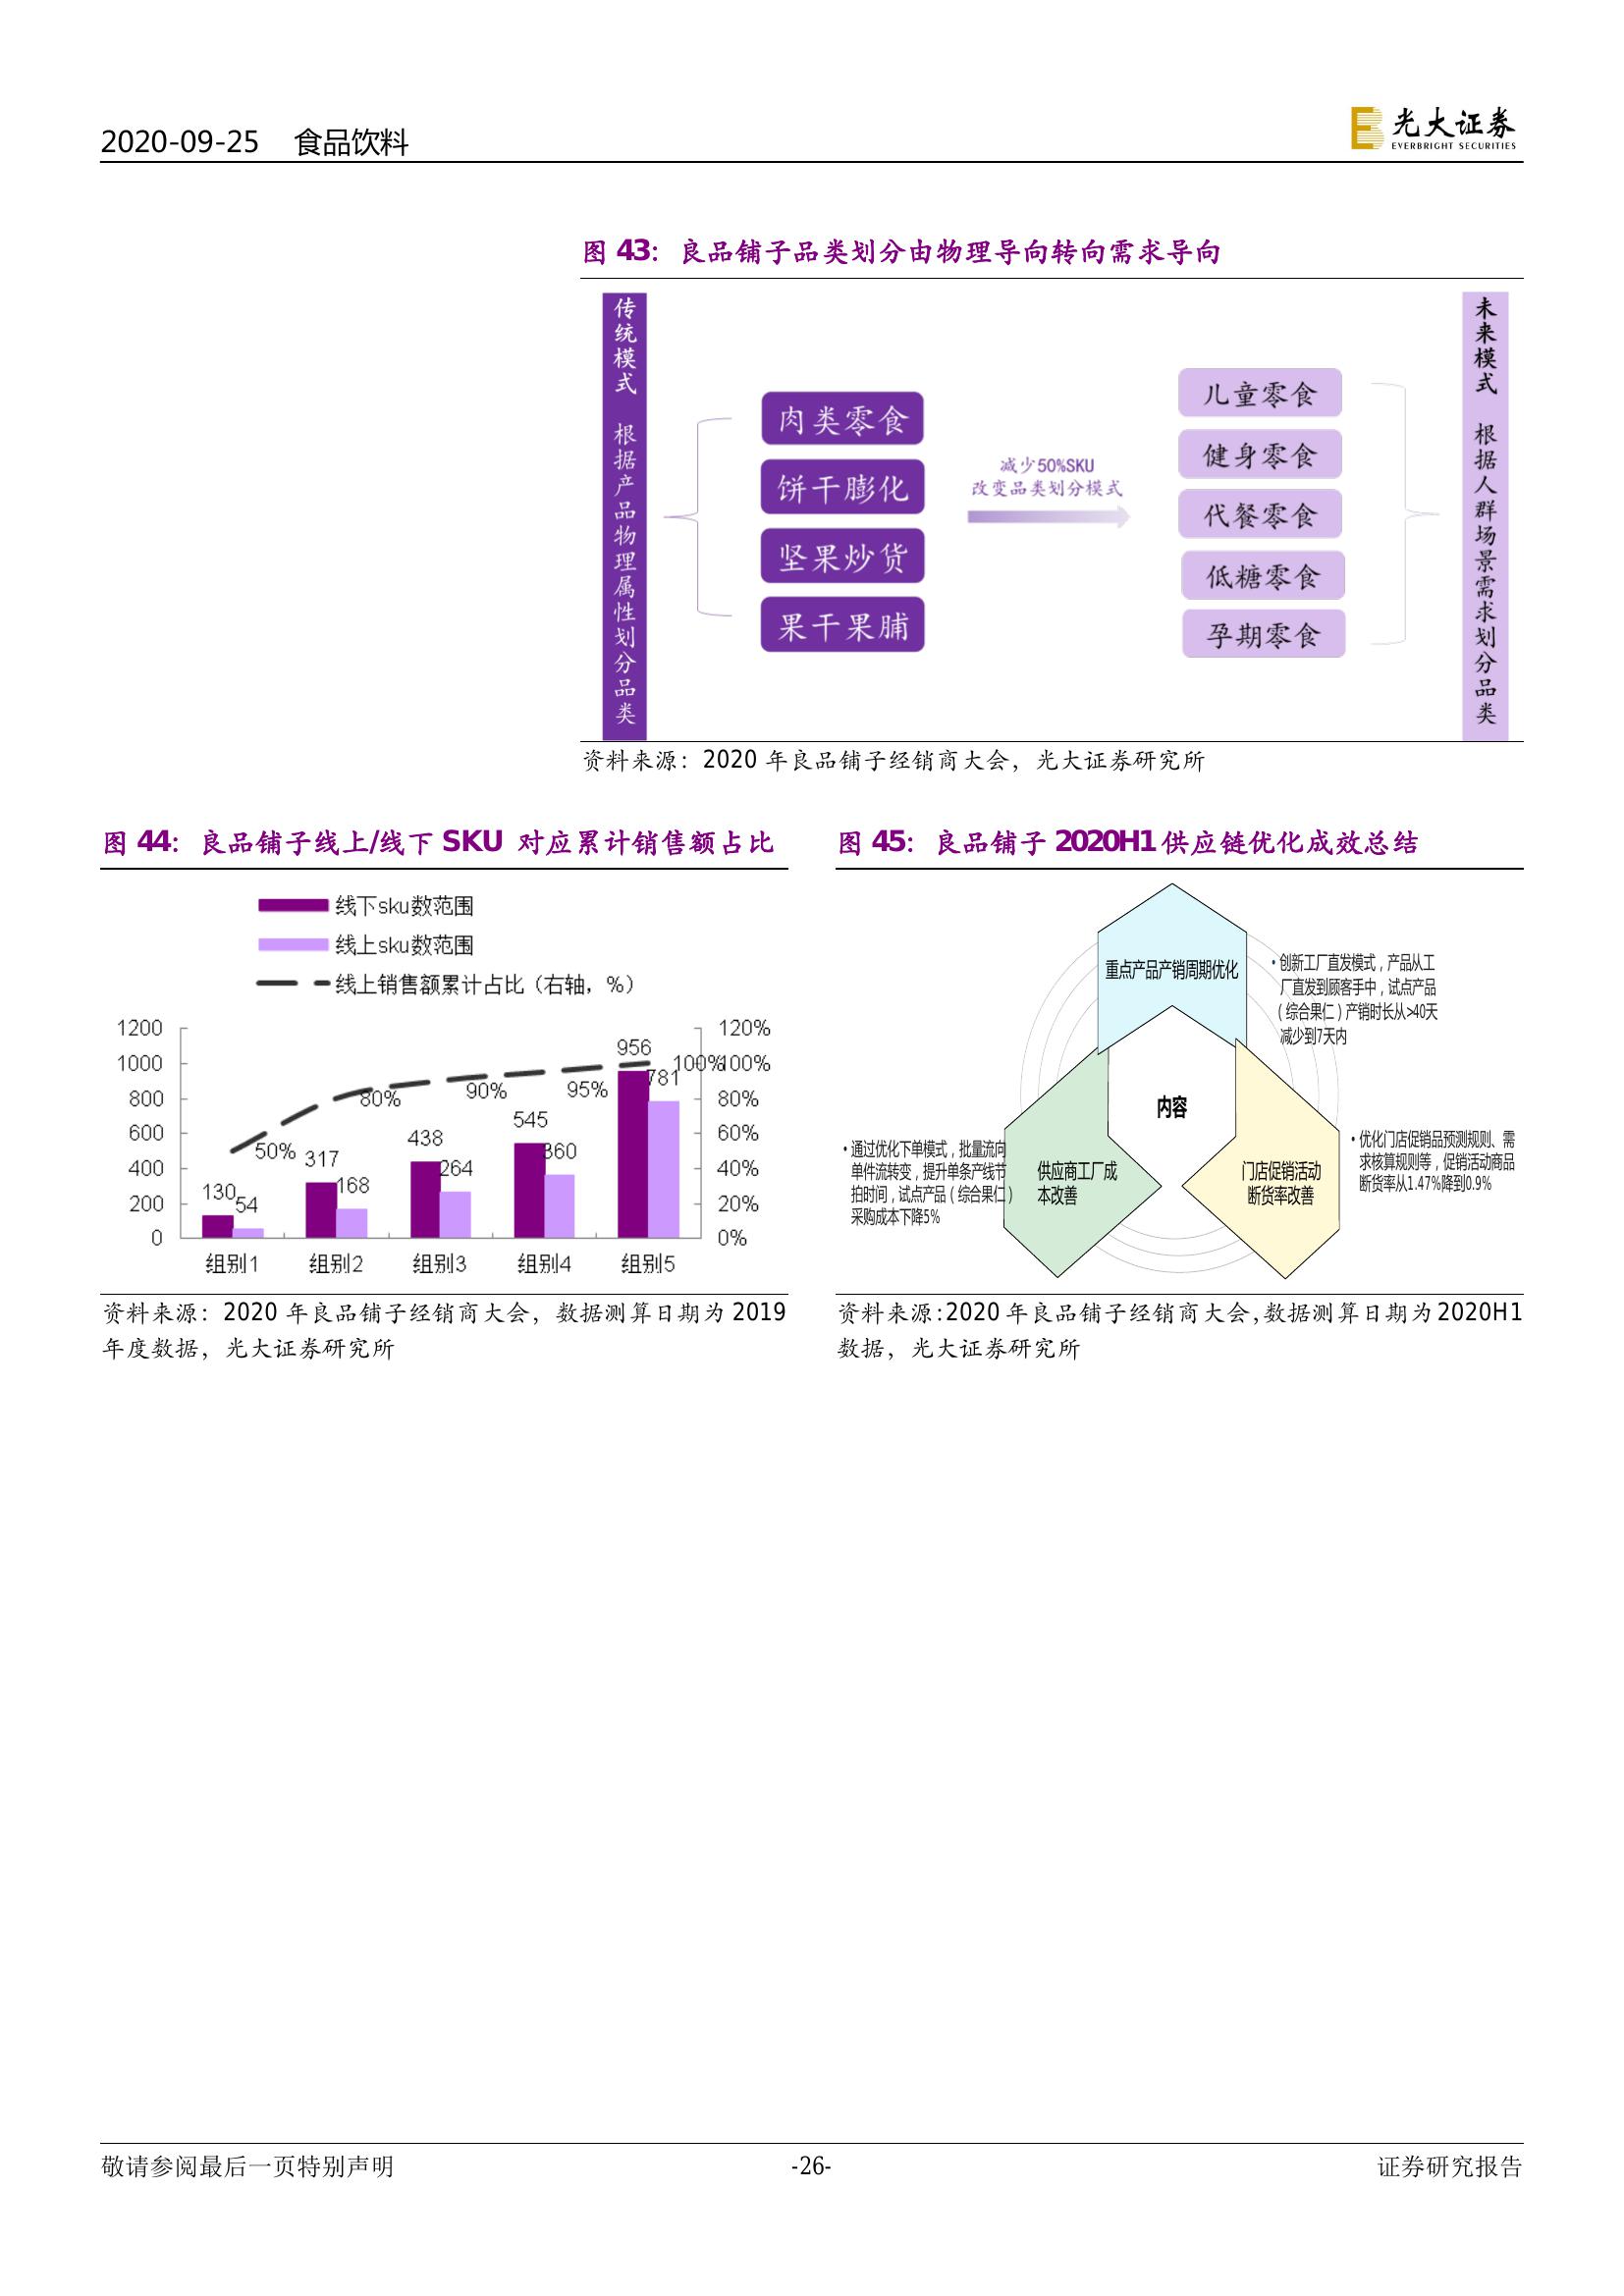 2020-09-25 食品饮料
光大证券
EVERBRIGHT SECURITIES
图 43：良品铺子品类划分由物理导向转向需求导向
传统模式 根据产品物理属性划分品类
肉类零食
饼干膨化
坚果炒货
果干果脯
减少50%SKU
改变品类划分模式
儿童零食
健身零食
代餐零食
低糖零食
孕期零食
未来模式 根据人群场景需求划分品类
资料来源：2020 年良品铺子经销商大会，光大证券研究所
图 44：良品铺子线上/线下 SKU 对应累计销售额占比
线下sku数范围
线上sku数范围
线上销售额累计占比（右轴，%）
1200
1000
800
600
400
200
0
120%
100%
80%
60%
40%
20%
0%
130
54
50%
317
168
80%
438
264
90%
545
360
95%
956
781
100%
组别1 组别2 组别3 组别4 组别5
资料来源：2020 年良品铺子经销商大会，数据测算日期为 2019
年度数据，光大证券研究所
图 45：良品铺子 2020H1 供应链优化成效总结
重点产品产销周期优化
•创新工厂直发模式，产品从工
厂直发到顾客手中，试点产品
（综合果仁）产销时长从>40天
减少到7天内
内容
•通过优化下单模式，批量流向
单件流转变，提升单条产线节
拍时间，试点产品（综合果仁）
采购成本下降5%
供应商工厂成
本改善
门店促销活动
断货率改善
•优化门店促销品预测规则、需
求核算规则等，促销活动商品
断货率从1.47%降到0.9%
资料来源：2020 年良品铺子经销商大会，数据测算日期为 2020H1
数据，光大证券研究所
敬请参阅最后一页特别声明 -26- 证券研究报告